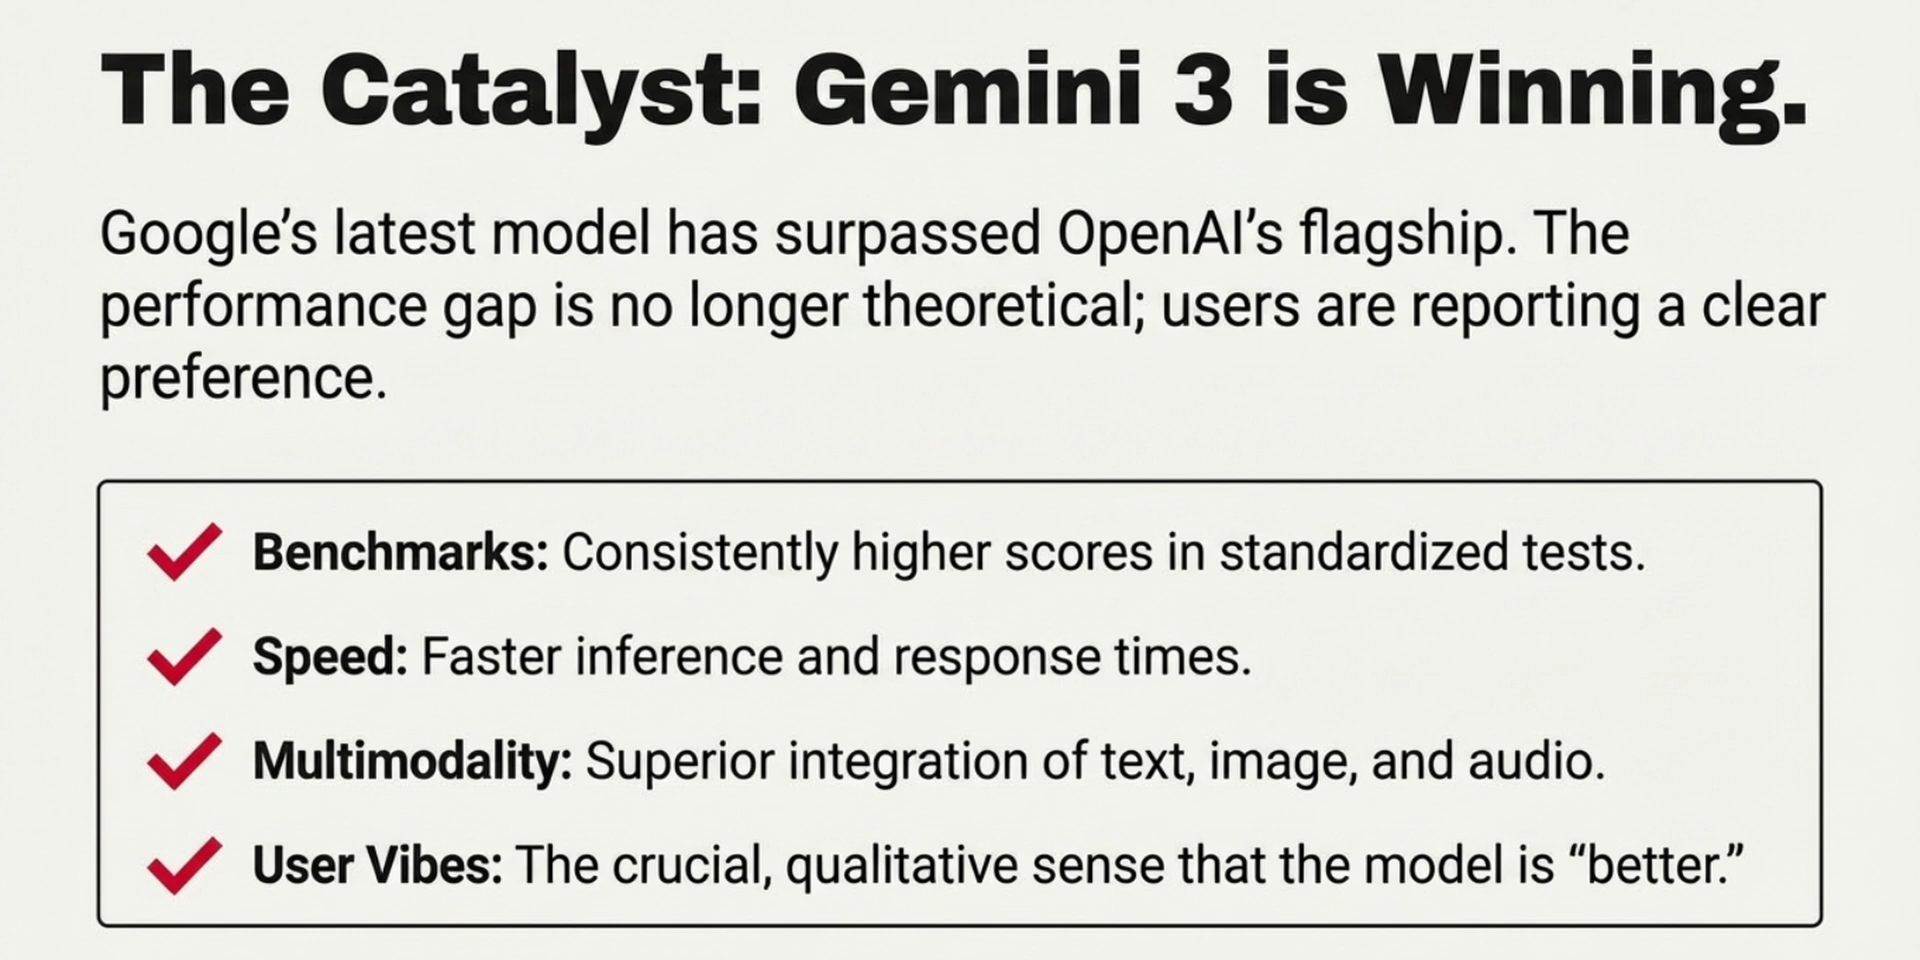 The Catalyst: Gemini 3 is Winning.
Google’s latest model has surpassed OpenAI’s flagship. The
performance gap is no longer theoretical; users are reporting a clear
preference.
Benchmarks: Consistently higher scores in standardized tests.
Speed: Faster inference and response times.
Multimodality: Superior integration of text, image, and audio.
User Vibes: The crucial, qualitative sense that the model is “better.”